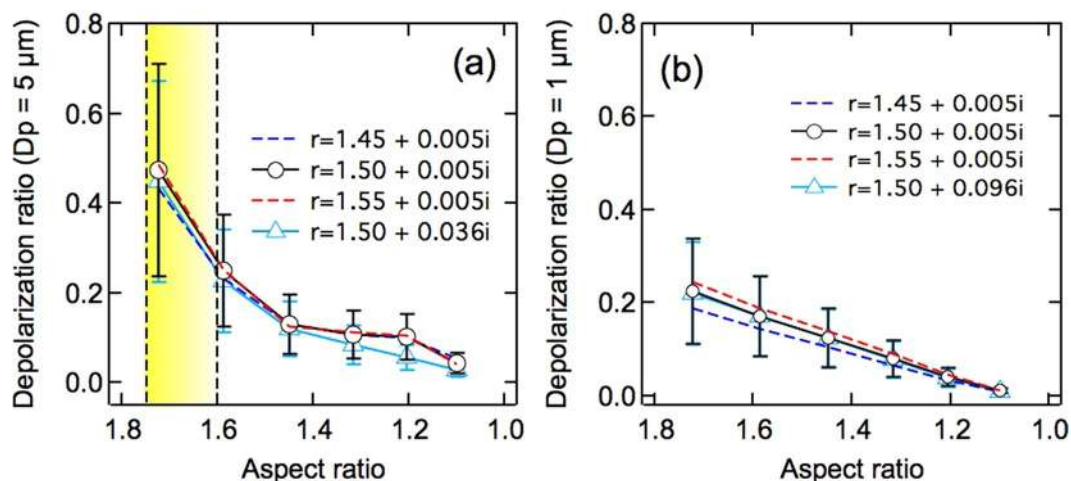 Depolarization ratio (Dp = 5 µm)
0.8
0.6
0.4
0.2
0.0
(a)
r=1.45 + 0.005i
r=1.50 + 0.005i
r=1.55 + 0.005i
r=1.50 + 0.036i
1.8 1.6 1.4 1.2 1.0
Aspect ratio
Depolarization ratio (Dp = 1 µm)
0.8
0.6
0.4
0.2
0.0
(b)
r=1.45 + 0.005i
r=1.50 + 0.005i
r=1.55 + 0.005i
r=1.50 + 0.096i
1.8 1.6 1.4 1.2 1.0
Aspect ratio